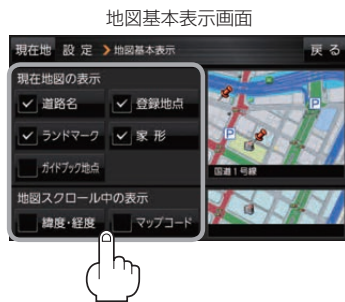 地図基本表示画面
現在地 設 定 地図基本表示 戻 る
現在地図の表示
道路名 登録地点
ランドマーク 家 形
ガイドブック地点
国道1号線
地図スクロール中の表示
緯度・経度 マップコード
P
P